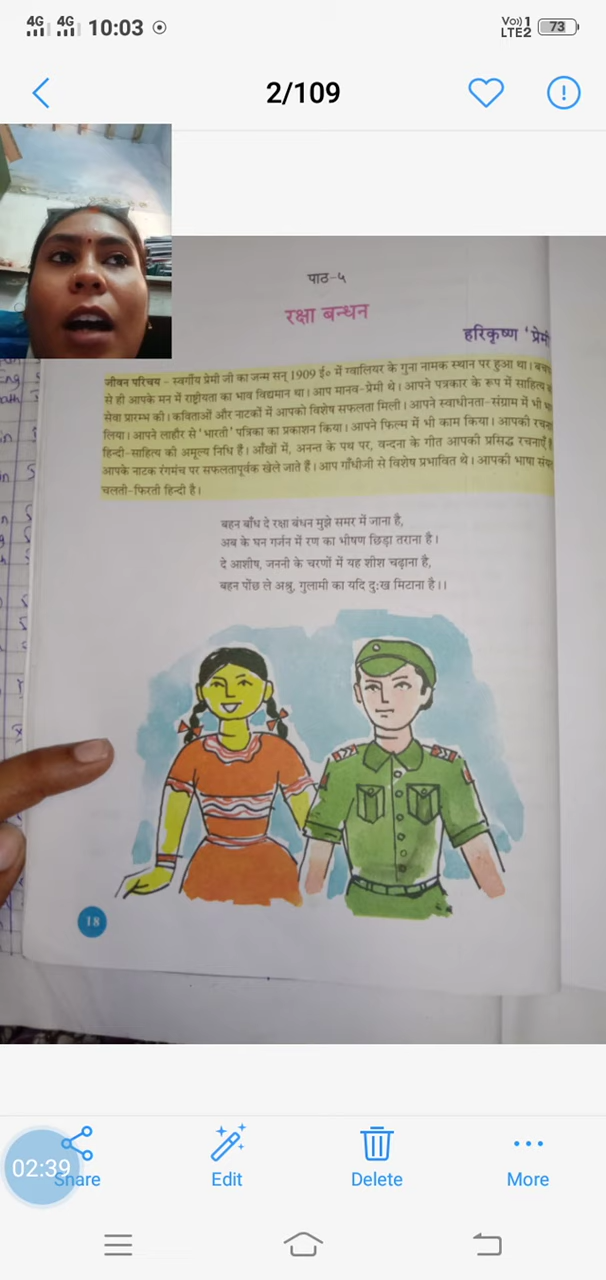 4G 4G 10:03 Vo) 1 LTE2 73
2/109
पाठ-५
रक्षा बन्धन
हरिकृष्ण 'प्रेमी
जीवन परिचय - स्वर्गीय प्रेमी जी का जन्म सन् 1909 ई० में ग्वालियर के गुना नामक स्थान पर हुआ था।
से ही आपके मन में राष्ट्रीयता का भाव विद्यमान था। आप मानव-प्रेमी थे। आपने पत्रकार के रूप में साहित्य
सेवा प्रारम्भ की। कविताओं और नाटकों में आपको विशेष सफलता मिली। आपने स्वाधीनता-संग्राम में भी
लिया। आपने लाहौर से 'भारती' पत्रिका का प्रकाशन किया। आपने फिल्म में भी काम किया। आपकी
हिन्दी-साहित्य की अमूल्य निधि हैं। आँखों में, अनन्त के पथ पर, वन्दना के गीत आपकी प्रसिद्ध रचनाएँ
आपके नाटक रंगमंच पर सफलतापूर्वक खेले जाते हैं। आप गाँधीजी से विशेष प्रभावित थे। आपकी भाषा
चलती-फिरती हिन्दी है।
बहन बाँध दे रक्षा बंधन मुझे समर में जाना है,
अब के घन गर्जन में रण का भीषण छिड़ा तराना है।
दे आशीष, जननी के चरणों में यह शीश चढ़ाना है,
बहन पोंछ ले अश्रु, गुलामी का यदि दुःख मिटाना है।।
18
02:39
Share Edit Delete More